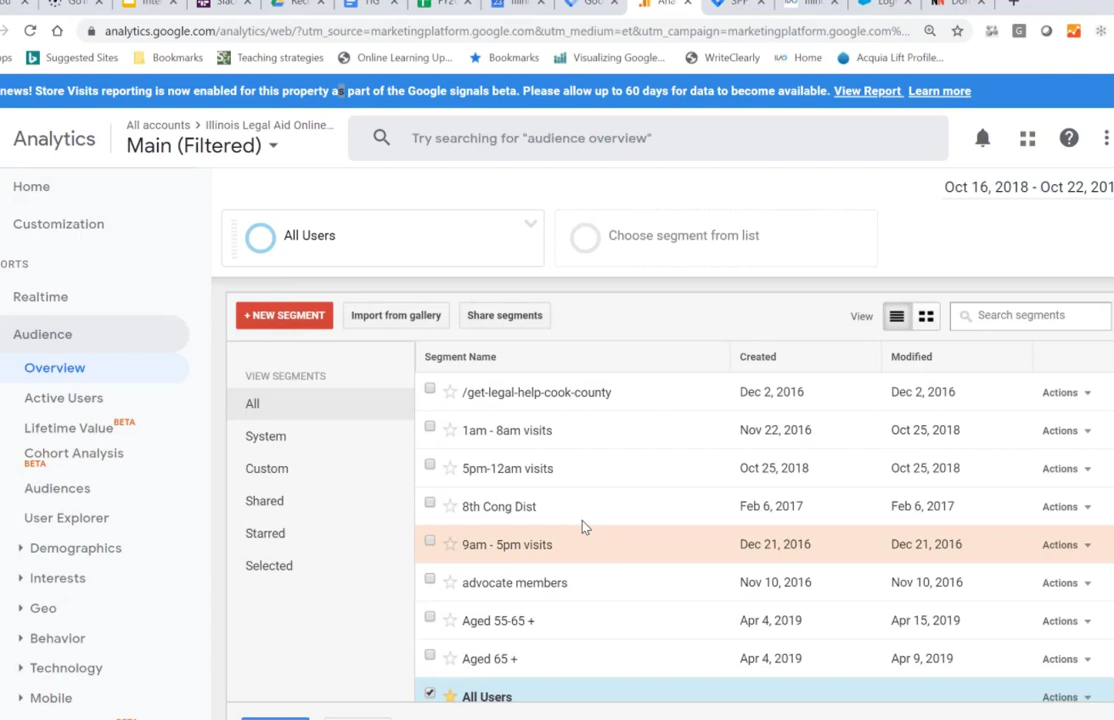 analytics.google.com/analytics/web/?utm_source=marketingplatform.google.com&utm_medium=et&utm_campaign=marketingplatform.google.com%...
Suggested Sites Bookmarks Teaching strategies Online Learning Up... Bookmarks Visualizing Google... WriteClearly Home Acquia Lift Profile...
news! Store Visits reporting is now enabled for this property as part of the Google signals beta. Please allow up to 60 days for data to become available. View Report Learn more
Analytics
All accounts > Illinois Legal Aid Online...
Main (Filtered)
Try searching for "audience overview"
Home
Customization
ORTS
Realtime
Audience
Overview
Active Users
Lifetime Value BETA
Cohort Analysis
BETA
Audiences
User Explorer
Demographics
Interests
Geo
Behavior
Technology
Mobile
Oct 16, 2018 - Oct 22, 201
All Users
Choose segment from list
+ NEW SEGMENT Import from gallery Share segments View Search segments
VIEW SEGMENTS
All
System
Custom
Shared
Starred
Selected
Segment Name Created Modified
/get-legal-help-cook-county Dec 2, 2016 Dec 2, 2016 Actions
1am - 8am visits Nov 22, 2016 Oct 25, 2018 Actions
5pm-12am visits Oct 25, 2018 Oct 25, 2018 Actions
8th Cong Dist Feb 6, 2017 Feb 6, 2017 Actions
9am - 5pm visits Dec 21, 2016 Dec 21, 2016 Actions
advocate members Nov 10, 2016 Nov 10, 2016 Actions
Aged 55-65 + Apr 4, 2019 Apr 15, 2019 Actions
Aged 65 + Apr 4, 2019 Apr 9, 2019 Actions
All Users Actions